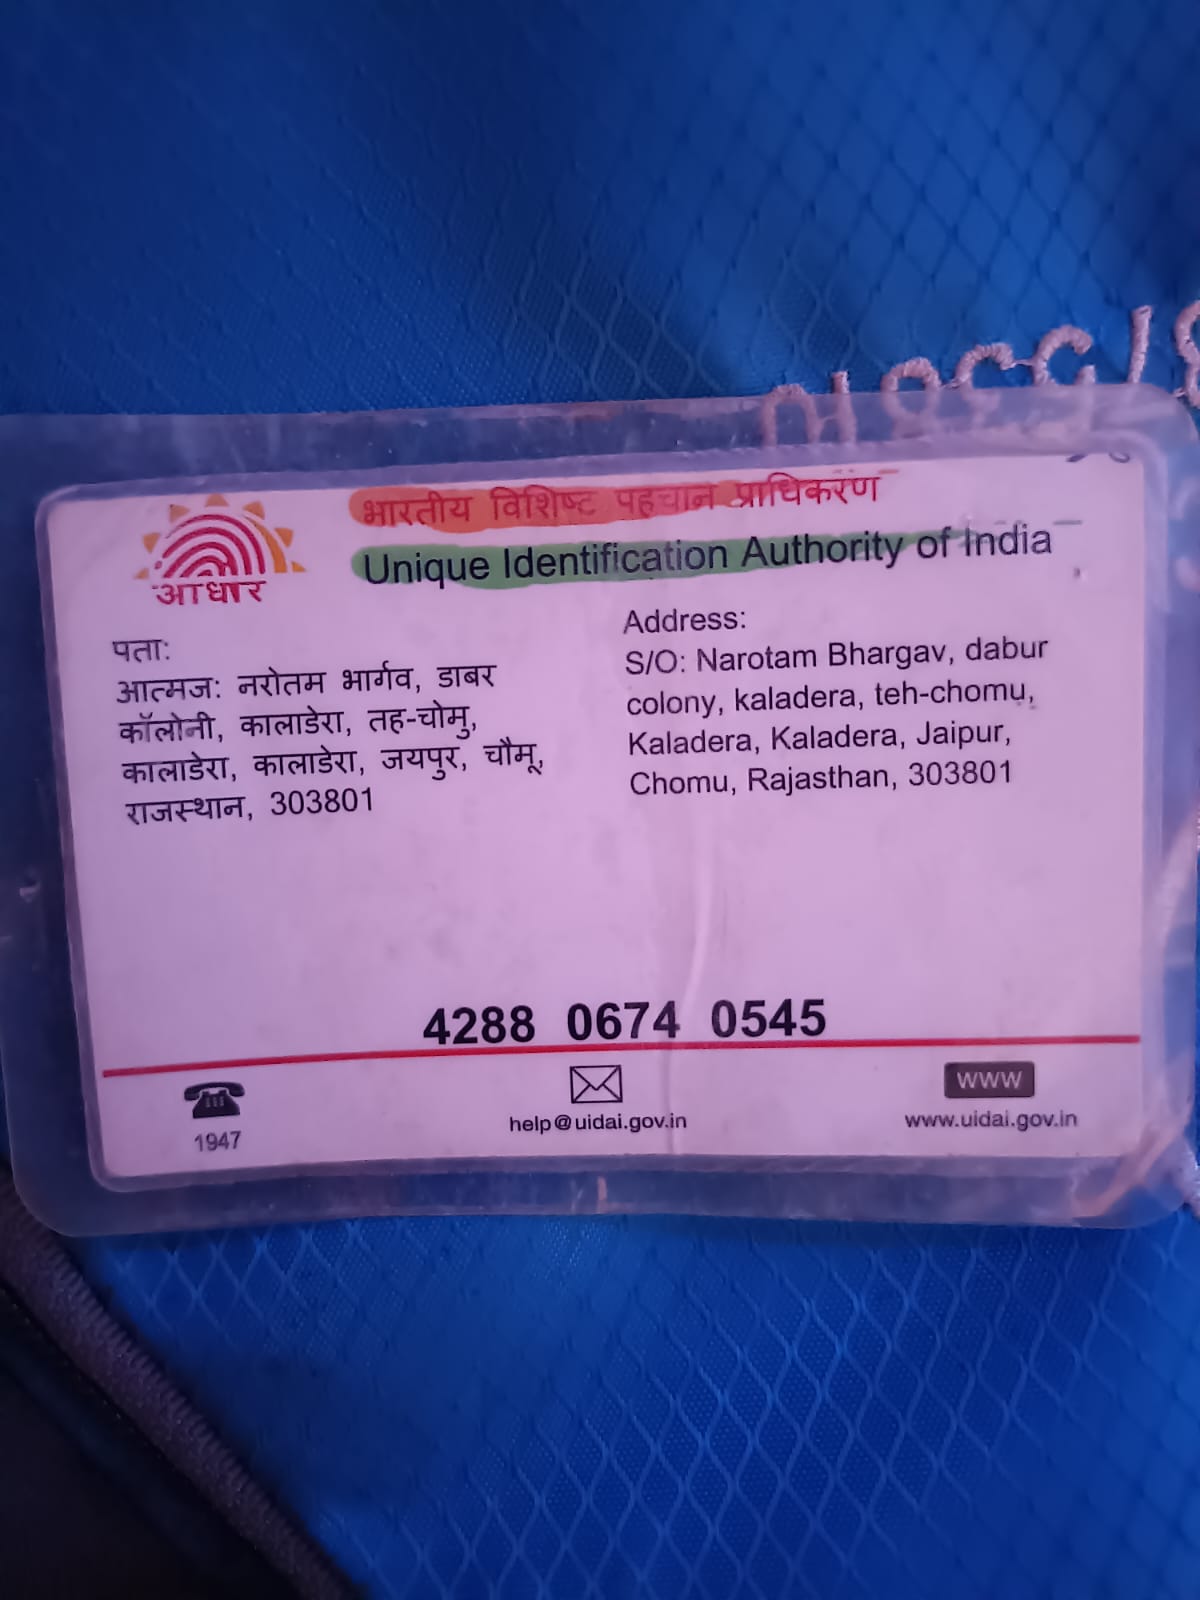 आधार
भारतीय विशिष्ट पहचान प्राधिकरण
Unique Identification Authority of India
पता:
आत्मज: नरोतम भार्गव, डाबर
कॉलोनी, कालाडेरा, तह-चोमु,
कालाडेरा, कालाडेरा, जयपुर, चौमू,
राजस्थान, 303801
Address:
S/O: Narotam Bhargav, dabur
colony, kaladera, teh-chomu,
Kaladera, Kaladera, Jaipur,
Chomu, Rajasthan, 303801
4288 0674 0545
1947
help@uidai.gov.in
WWW
www.uidai.gov.in